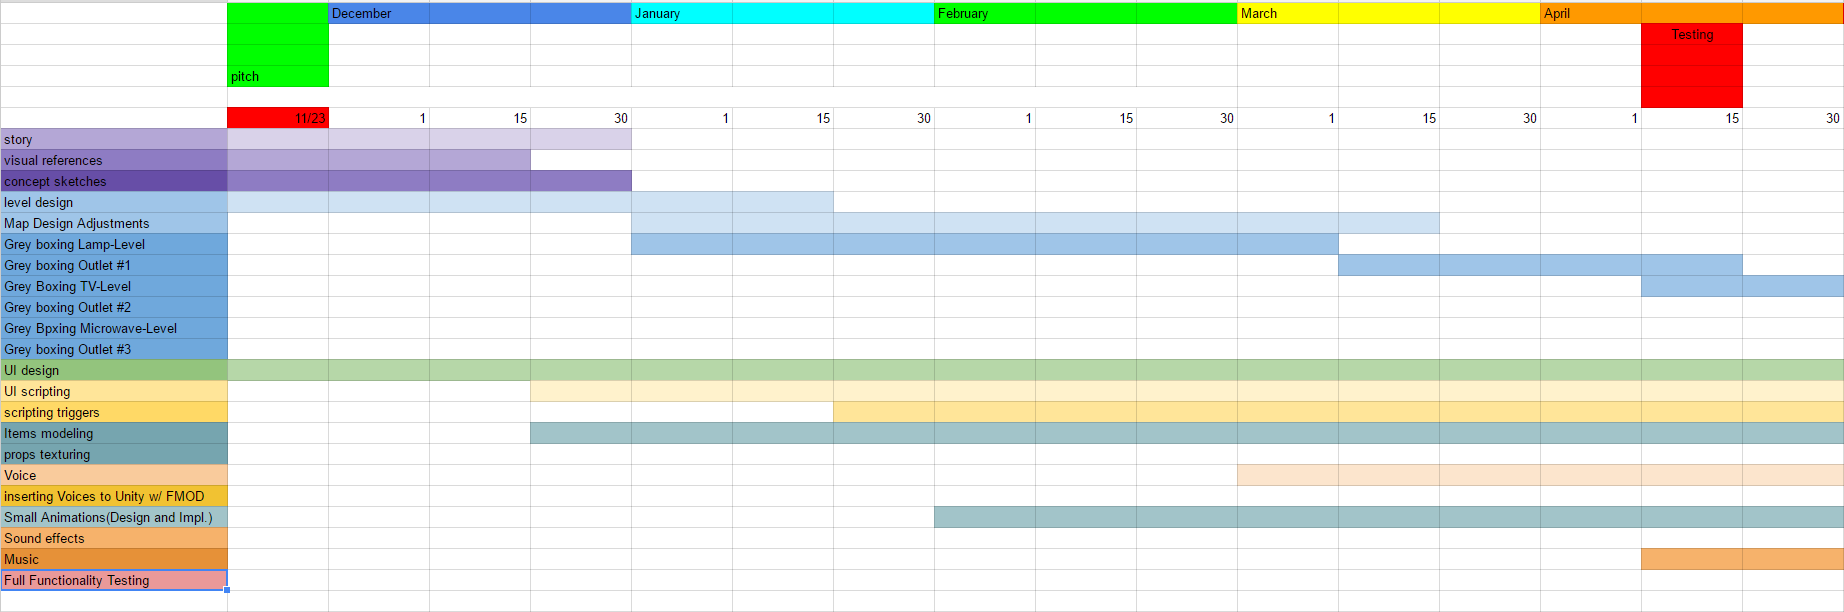 December January February March April
Testing
pitch
11/23 1 15 30 1 15 30 1 15 30 1 15 30 1 15 30
story
visual references
concept sketches
level design
Map Design Adjustments
Grey boxing Lamp-Level
Grey boxing Outlet #1
Grey Boxing TV-Level
Grey boxing Outlet #2
Grey Bpxing Microwave-Level
Grey boxing Outlet #3
UI design
UI scripting
scripting triggers
Items modeling
props texturing
Voice
inserting Voices to Unity w/ FMOD
Small Animations(Design and Impl.)
Sound effects
Music
Full Functionality Testing